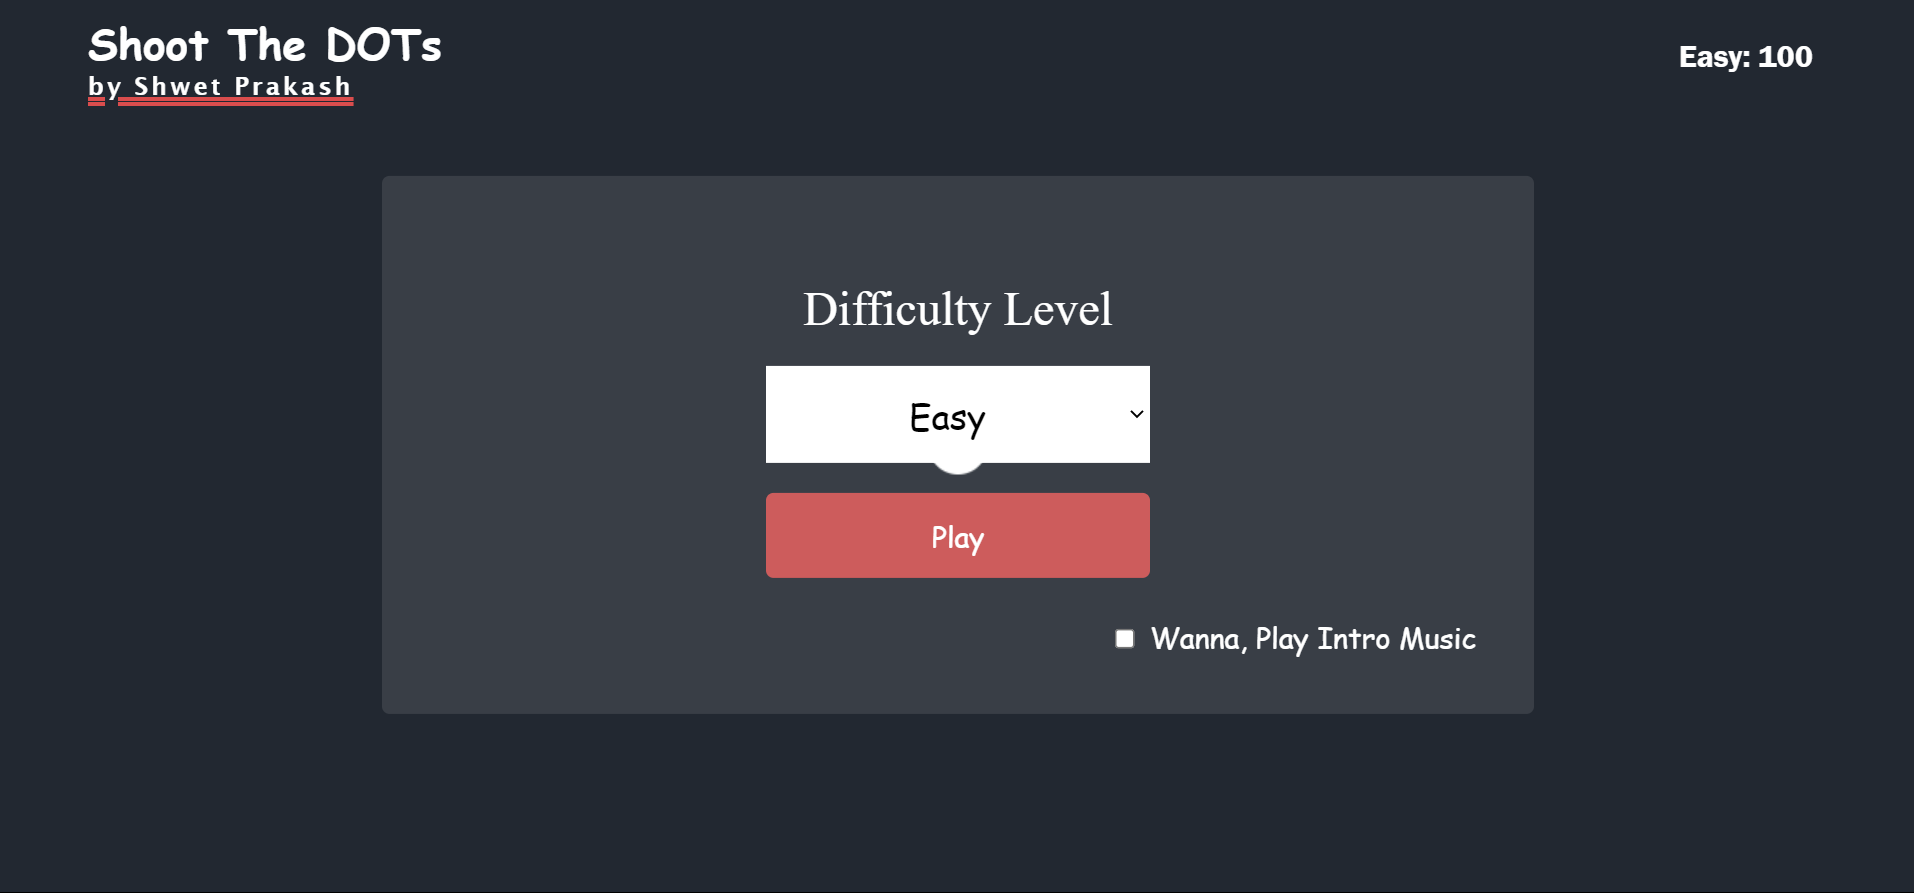 Shoot The DOTs
by Shwet Prakash
Easy: 100
Difficulty Level
Easy
Play
Wanna, Play Intro Music